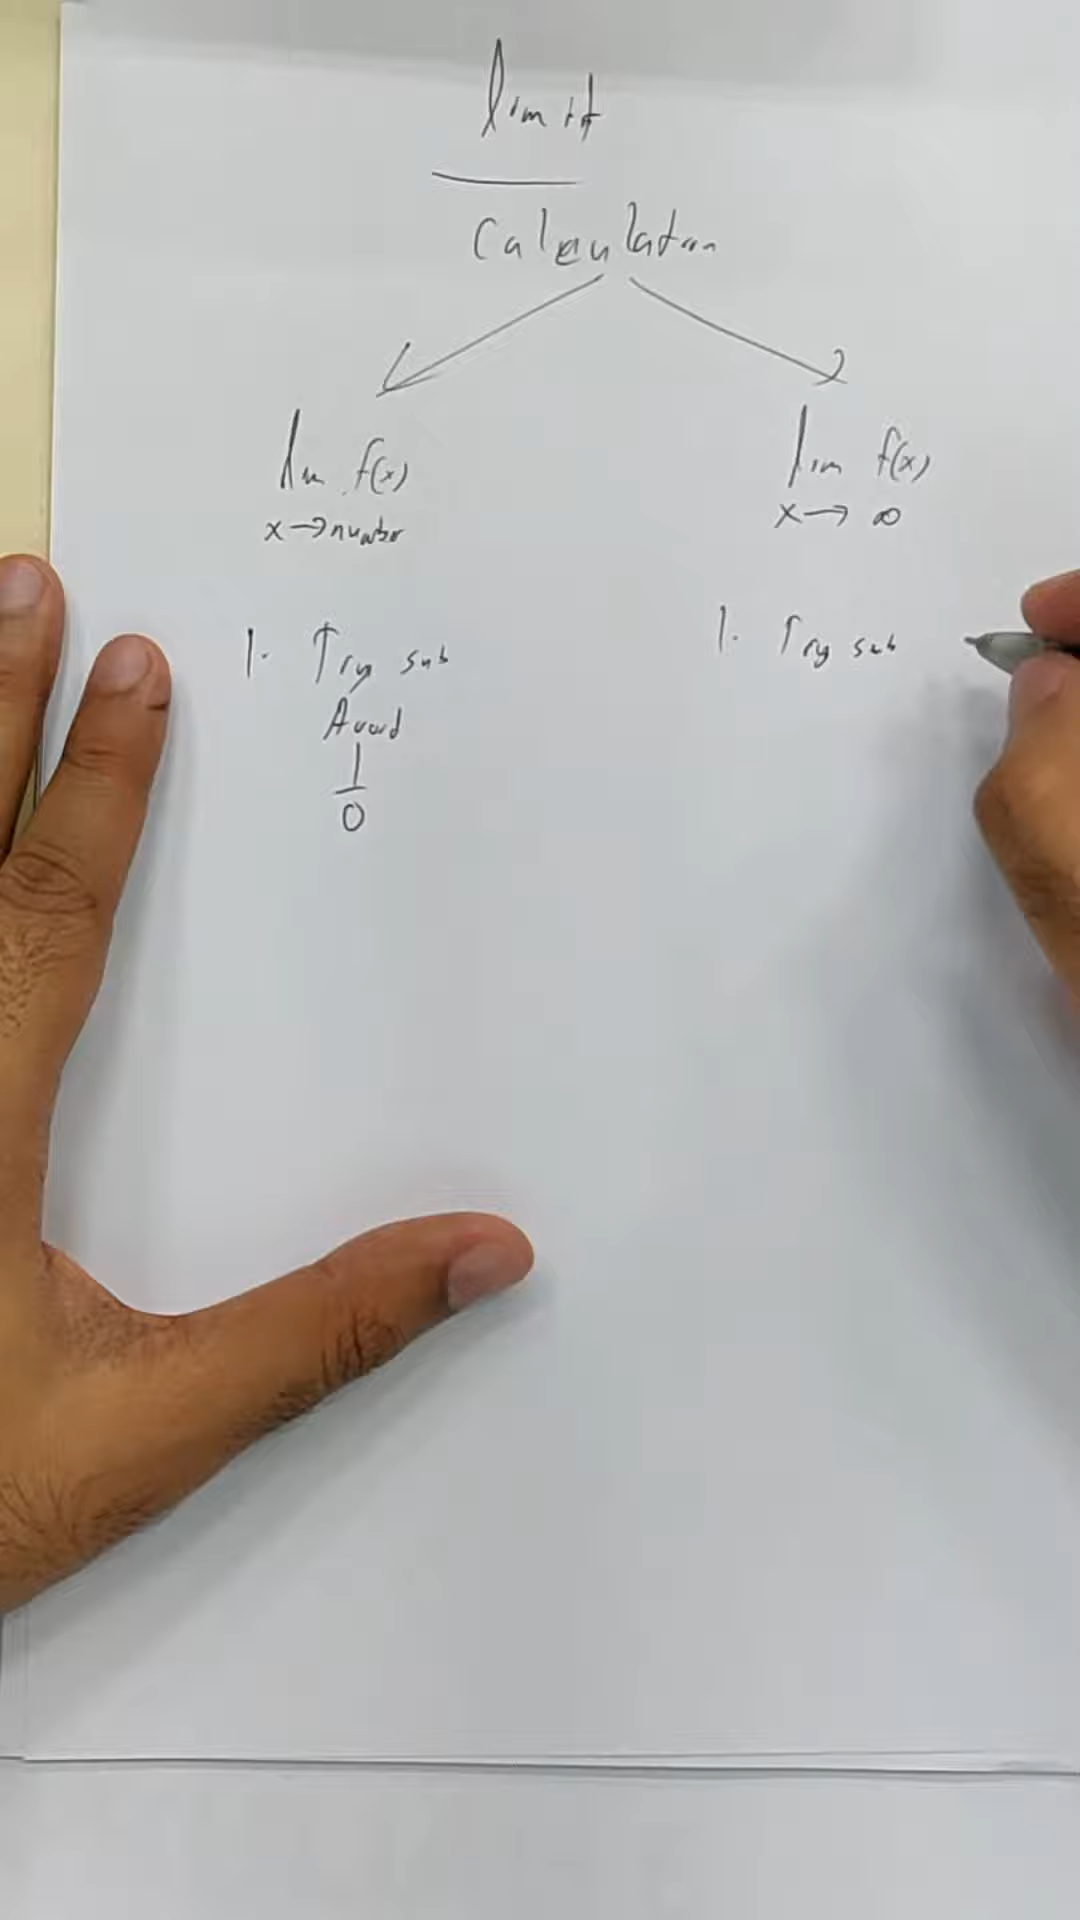 limit
Calculation
lim f(x)
x → number
lim f(x)
x → ∞
1. Try sub
Avoid
1
0
1. Try sub